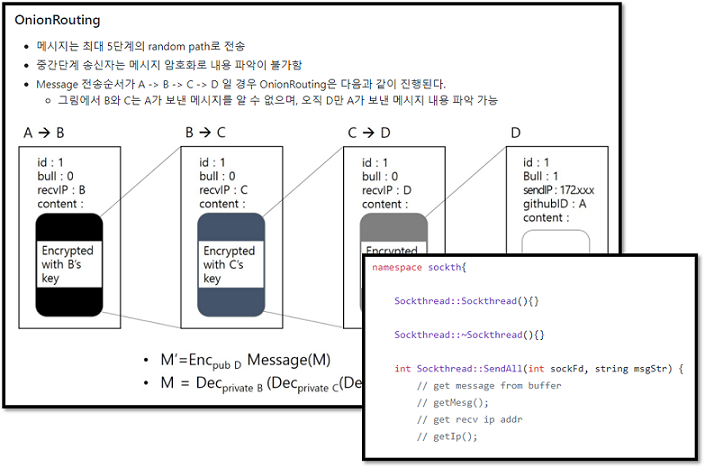 OnionRouting
• 메시지는 최대 5단계의 random path로 전송
• 중간단계 송신자는 메시지 암호화로 내용 파악이 불가함
• Message 전송순서가 A -> B -> C -> D 일 경우 OnionRouting은 다음과 같이 진행된다.
◦ 그림에서 B와 C는 A가 보낸 메시지를 알 수 없으며, 오직 D만 A가 보낸 메시지 내용 파악 가능
A → B
id : 1
bull : 0
recvIP : B
content :
Encrypted
with B's
key
B → C
id : 1
bull : 0
recvIP : C
content :
Encrypted
with C's
key
C → D
id : 1
bull : 0
recvIP : D
content :
Encrypted
D
id : 1
Bull : 1
sendIP : 172.xxx
githubID : A
content :
• M'=Enc pub D Message(M)
• M = Dec private B (Dec private C(De
namespace sockth{
Sockthread::Sockthread(){}
Sockthread::~Sockthread(){}
int Sockthread::SendAll(int sockFd, string msgStr) {
// get message from buffer
// getMesg();
// get recv ip addr
// getIp();